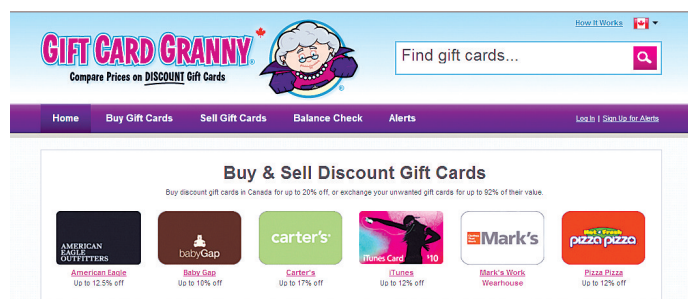 How It Works
GIFT CARD GRANNY
Compare Prices on DISCOUNT Gift Cards
Find gift cards...
Home Buy Gift Cards Sell Gift Cards Balance Check Alerts Log In | Sign Up for Alerts
Buy & Sell Discount Gift Cards
Buy discount gift cards in Canada for up to 20% off, or exchange your unwanted gift cards for up to 92% of their value.
AMERICAN
EAGLE
OUTFITTERS
babyGap
carter's
iTunes Card $10
Mark's
Hot • Fresh
pizza pizza
American Eagle Baby Gap Carter's iTunes Mark's Work Pizza Pizza
Up to 12.5% off Up to 10% off Up to 17% off Up to 12% off Wearhouse Up to 12% off